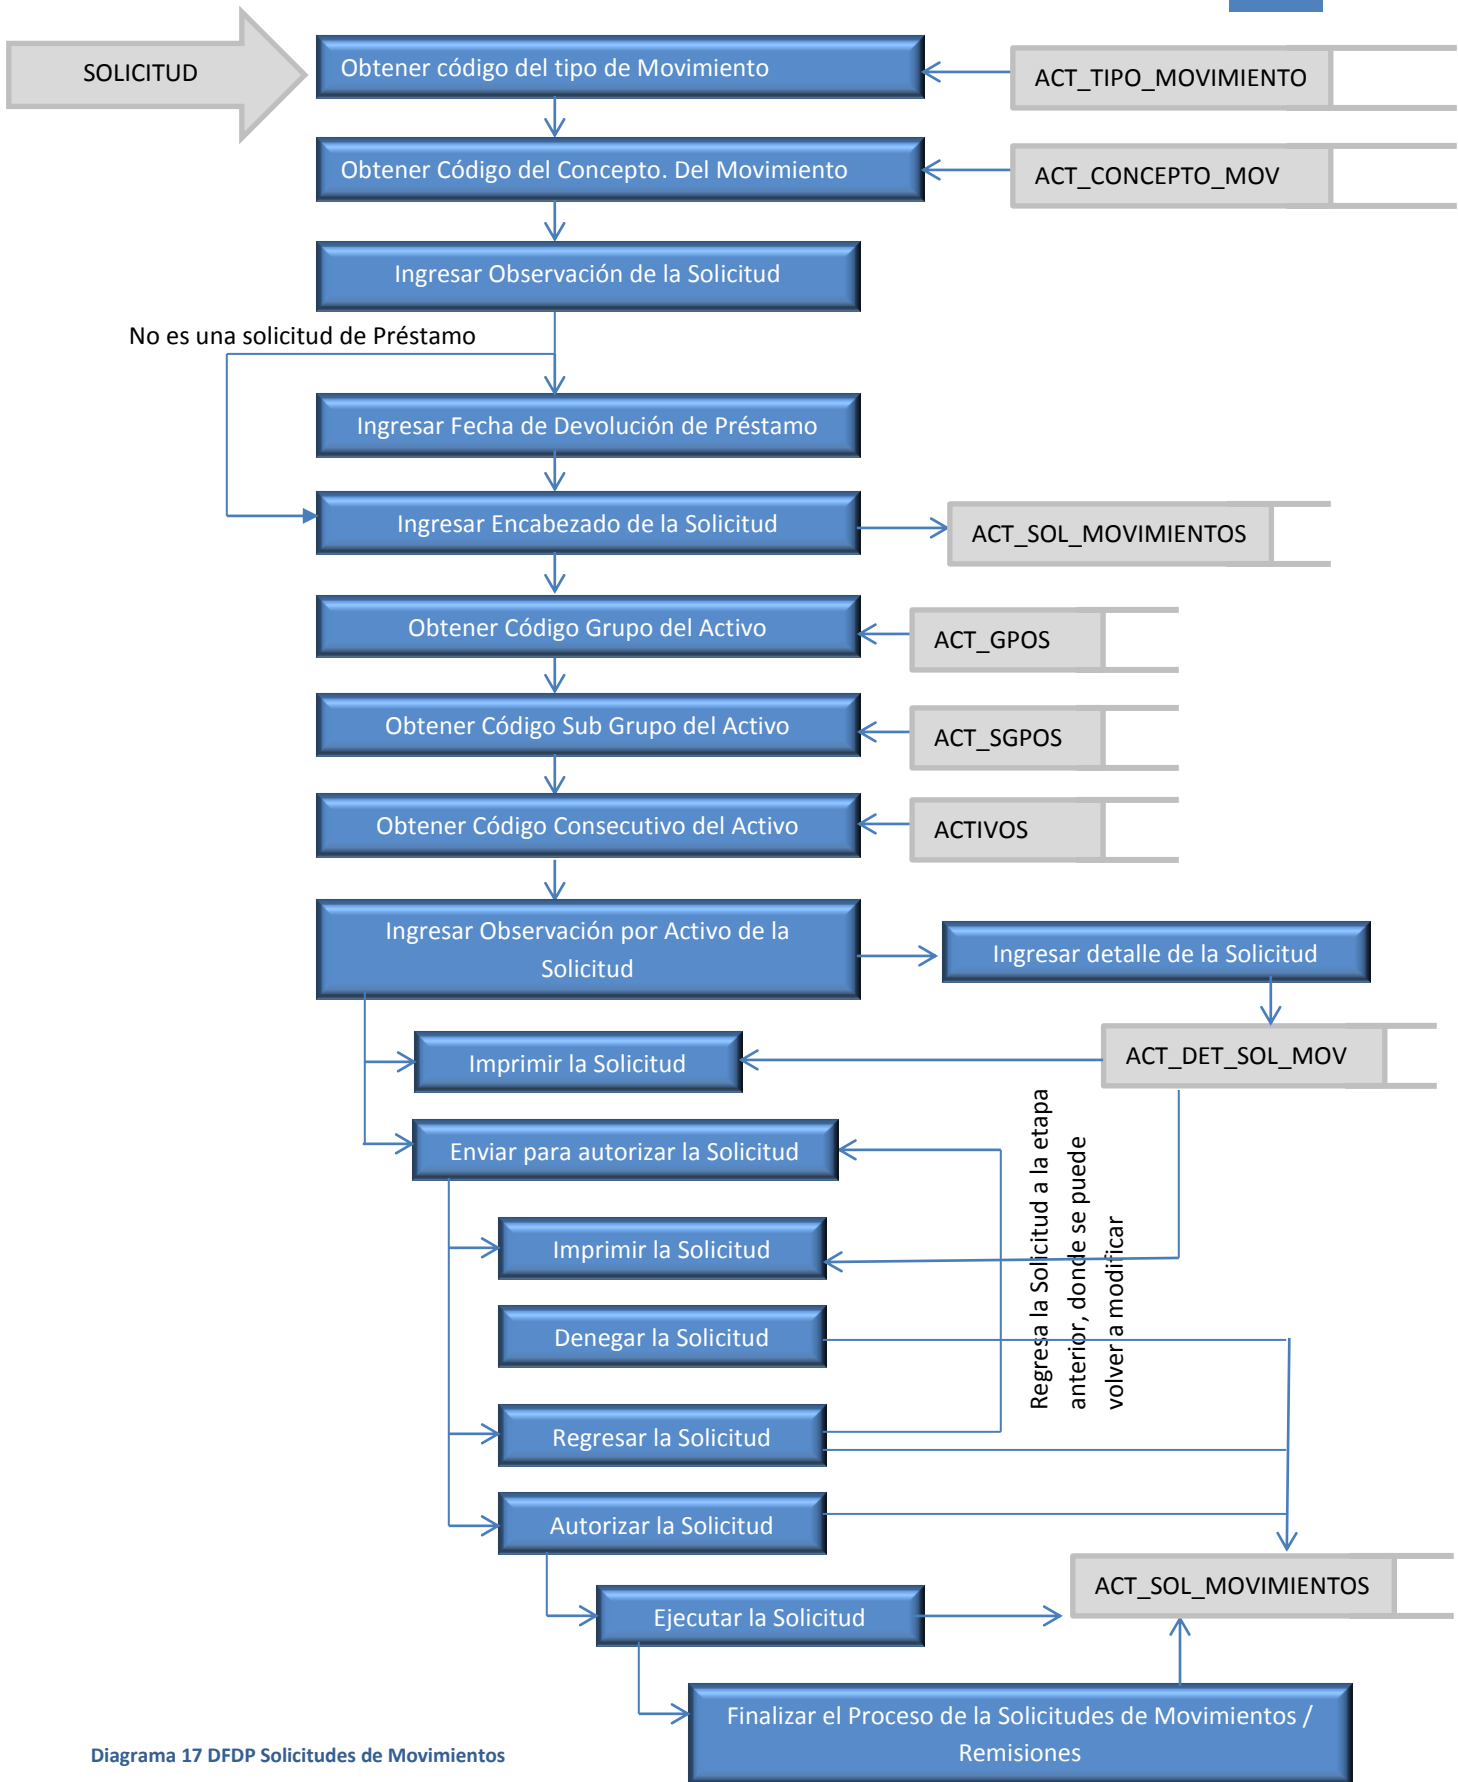 SOLICITUD
Obtener código del tipo de Movimiento
ACT_TIPO_MOVIMIENTO
Obtener Código del Concepto. Del Movimiento
ACT_CONCEPTO_MOV
Ingresar Observación de la Solicitud
No es una solicitud de Préstamo
Ingresar Fecha de Devolución de Préstamo
Ingresar Encabezado de la Solicitud
ACT_SOL_MOVIMIENTOS
Obtener Código Grupo del Activo
ACT_GPOS
Obtener Código Sub Grupo del Activo
ACT_SGPOS
Obtener Código Consecutivo del Activo
ACTIVOS
Ingresar Observación por Activo de la
Solicitud
Ingresar detalle de la Solicitud
Imprimir la Solicitud
ACT_DET_SOL_MOV
Enviar para autorizar la Solicitud
Regresa la Solicitud a la etapa
anterior, donde se puede
volver a modificar
Imprimir la Solicitud
Denegar la Solicitud
Regresar la Solicitud
Autorizar la Solicitud
ACT_SOL_MOVIMIENTOS
Ejecutar la Solicitud
Finalizar el Proceso de la Solicitudes de Movimientos /
Remisiones
Diagrama 17 DFDP Solicitudes de Movimientos